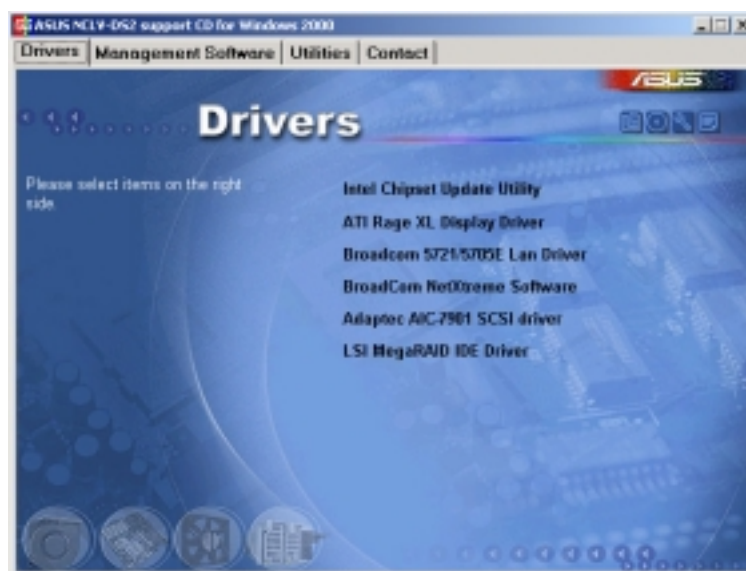 ASUS NCLV-DS2 support CD for Windows 2000
Drivers
Management Software
Utilities
Contact
ASUS
Drivers
Please select items on the right
side.
Intel Chipset Update Utility
ATI Rage XL Display Driver
Broadcom 5721/5705E Lan Driver
BroadCom NetXtreme Software
Adaptec AIC-7901 SCSI driver
LSI MegaRAID IDE Driver